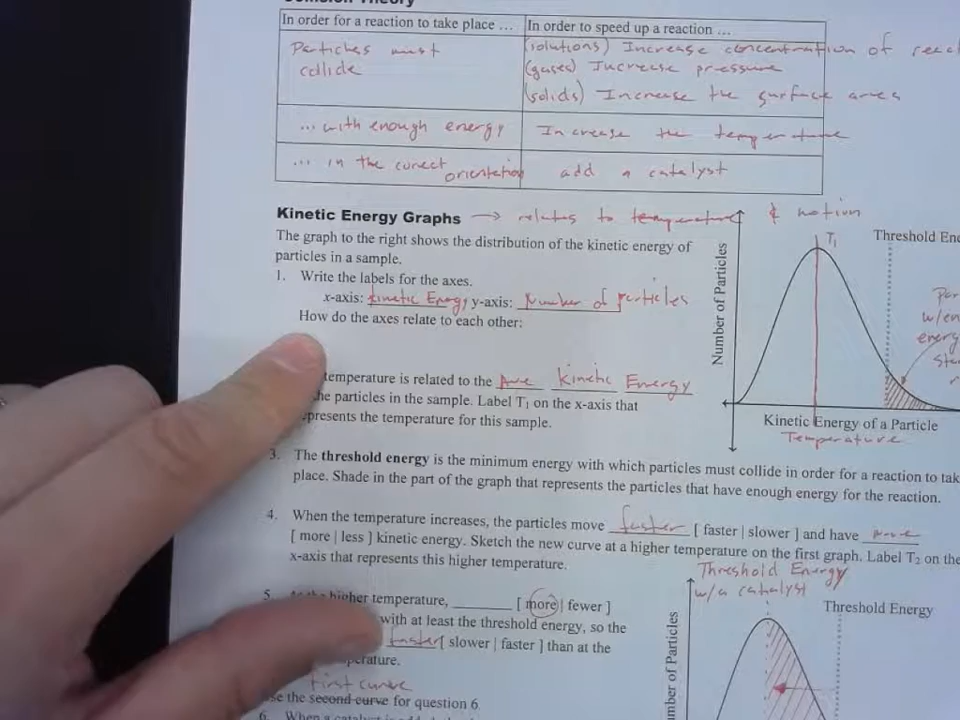 Collision Theory
In order for a reaction to take place ... In order to speed up a reaction ...
Particles must
collide
(solutions) Increase concentration of
(gases) Increase pressure
(solids) Increase the surface area
... with enough energy
Increase the temperature
... in the correct
orientation
add a catalyst
Kinetic Energy Graphs → relates to temperature & motion
The graph to the right shows the distribution of the kinetic energy of
particles in a sample.
1. Write the labels for the axes.
x-axis: Kinetic Energy y-axis: Number of particles
How do the axes relate to each other:
temperature is related to the Ave Kinetic Energy
the particles in the sample. Label T1 on the x-axis that
represents the temperature for this sample.
Number of Particles
T1
Threshold
Kinetic Energy of a Particle
Temperature
3. The threshold energy is the minimum energy with which particles must collide in order for a reaction to
place. Shade in the part of the graph that represents the particles that have enough energy for the reaction.
4. When the temperature increases, the particles move faster [ faster | slower ] and have more
[ more | less ] kinetic energy. Sketch the new curve at a higher temperature on the first graph. Label T2 on the
x-axis that represents this higher temperature.
5. higher temperature, [ more | fewer ]
with at least the threshold energy, so the
faster [ slower | faster ] than at the
first curve
the second curve for question 6.
6. When a catalyst
Threshold Energy
w/a catalyst
Threshold Energy
Number of Particles